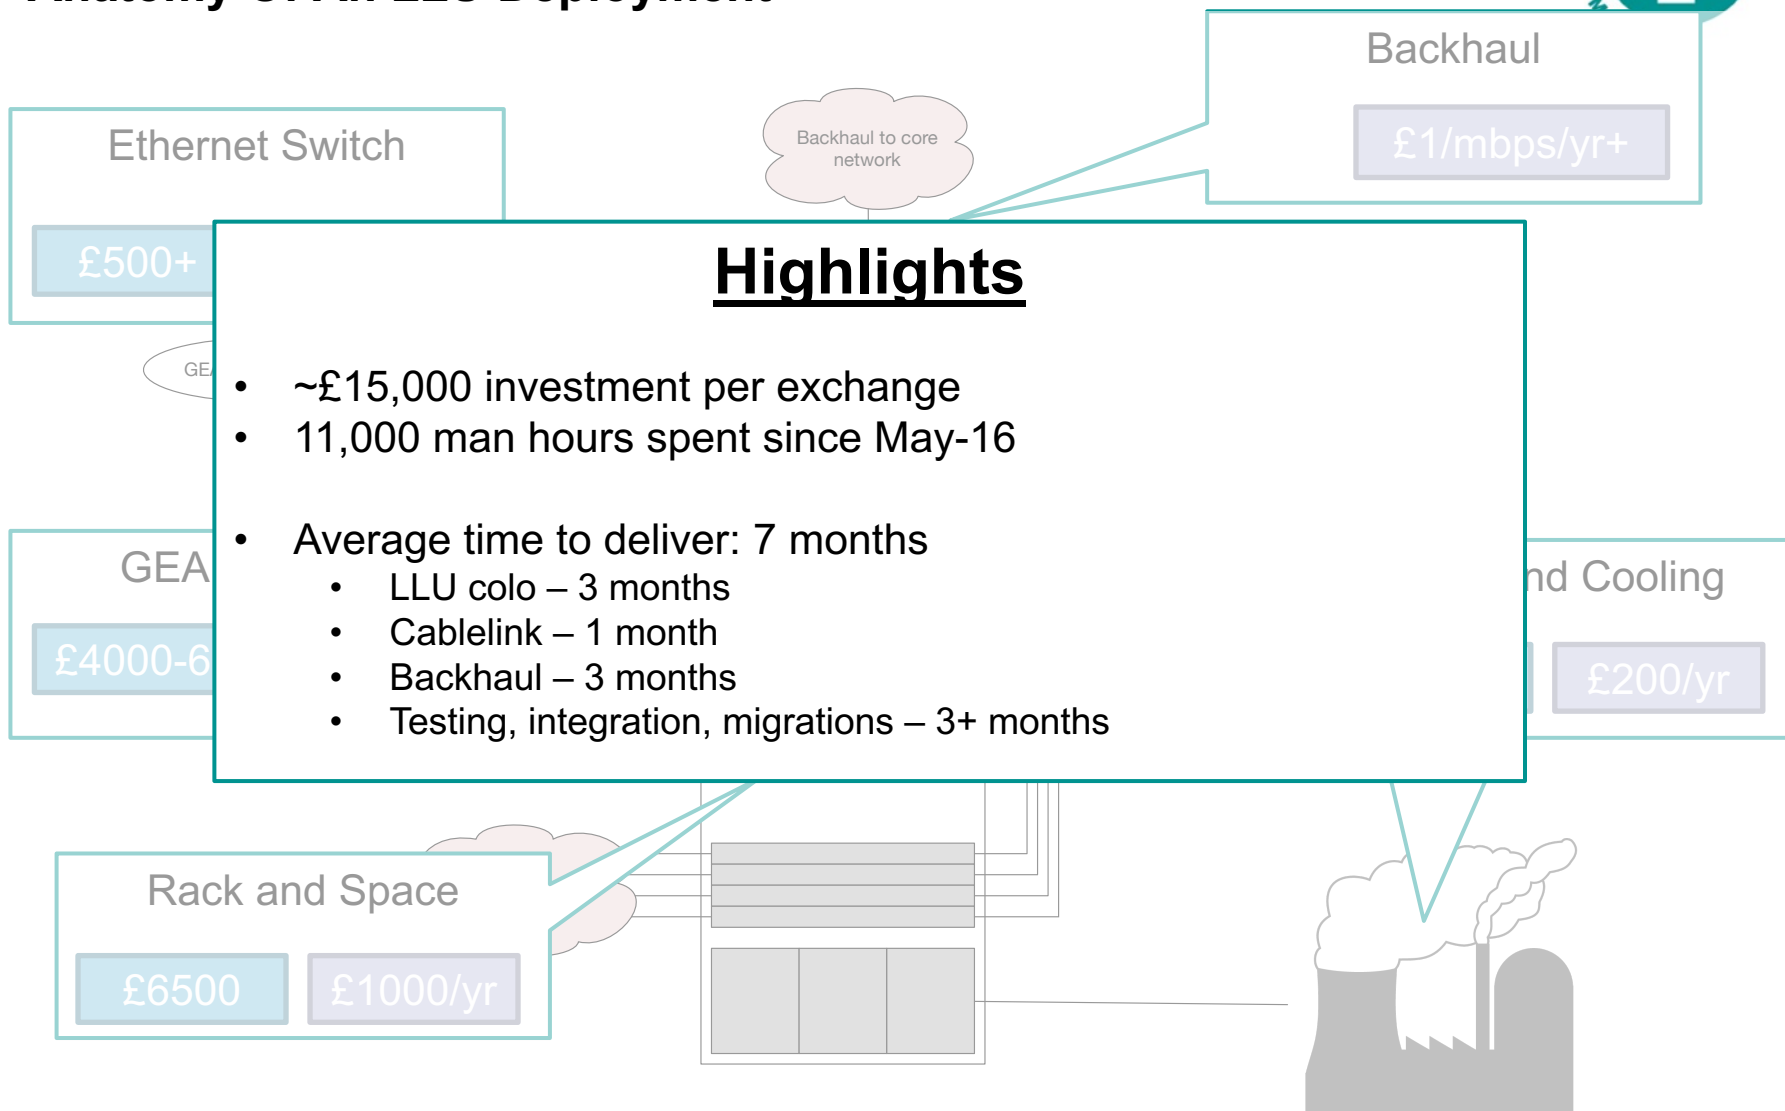 Backhaul
£1/mbps/yr+
Ethernet Switch
£500+
Backhaul to core
network
Highlights
• ~£15,000 investment per exchange
• 11,000 man hours spent since May-16
• Average time to deliver: 7 months
• LLU colo – 3 months
• Cablelink – 1 month
• Backhaul – 3 months
• Testing, integration, migrations – 3+ months
GEA
£4000-6
Cooling
£200/yr
Rack and Space
£6500
£1000/yr